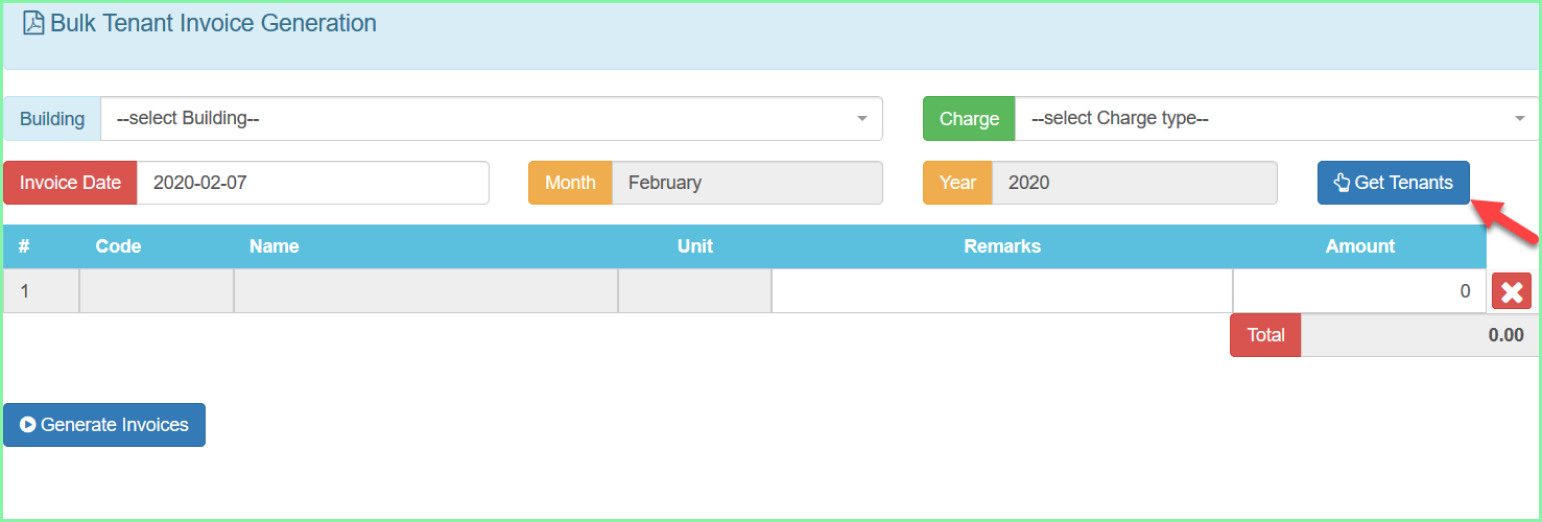 Bulk Tenant Invoice Generation
Building --select Building-- Charge --select Charge type--
Invoice Date 2020-02-07 Month February Year 2020 Get Tenants
# Code Name Unit Remarks Amount
1 0
Total 0.00
Generate Invoices